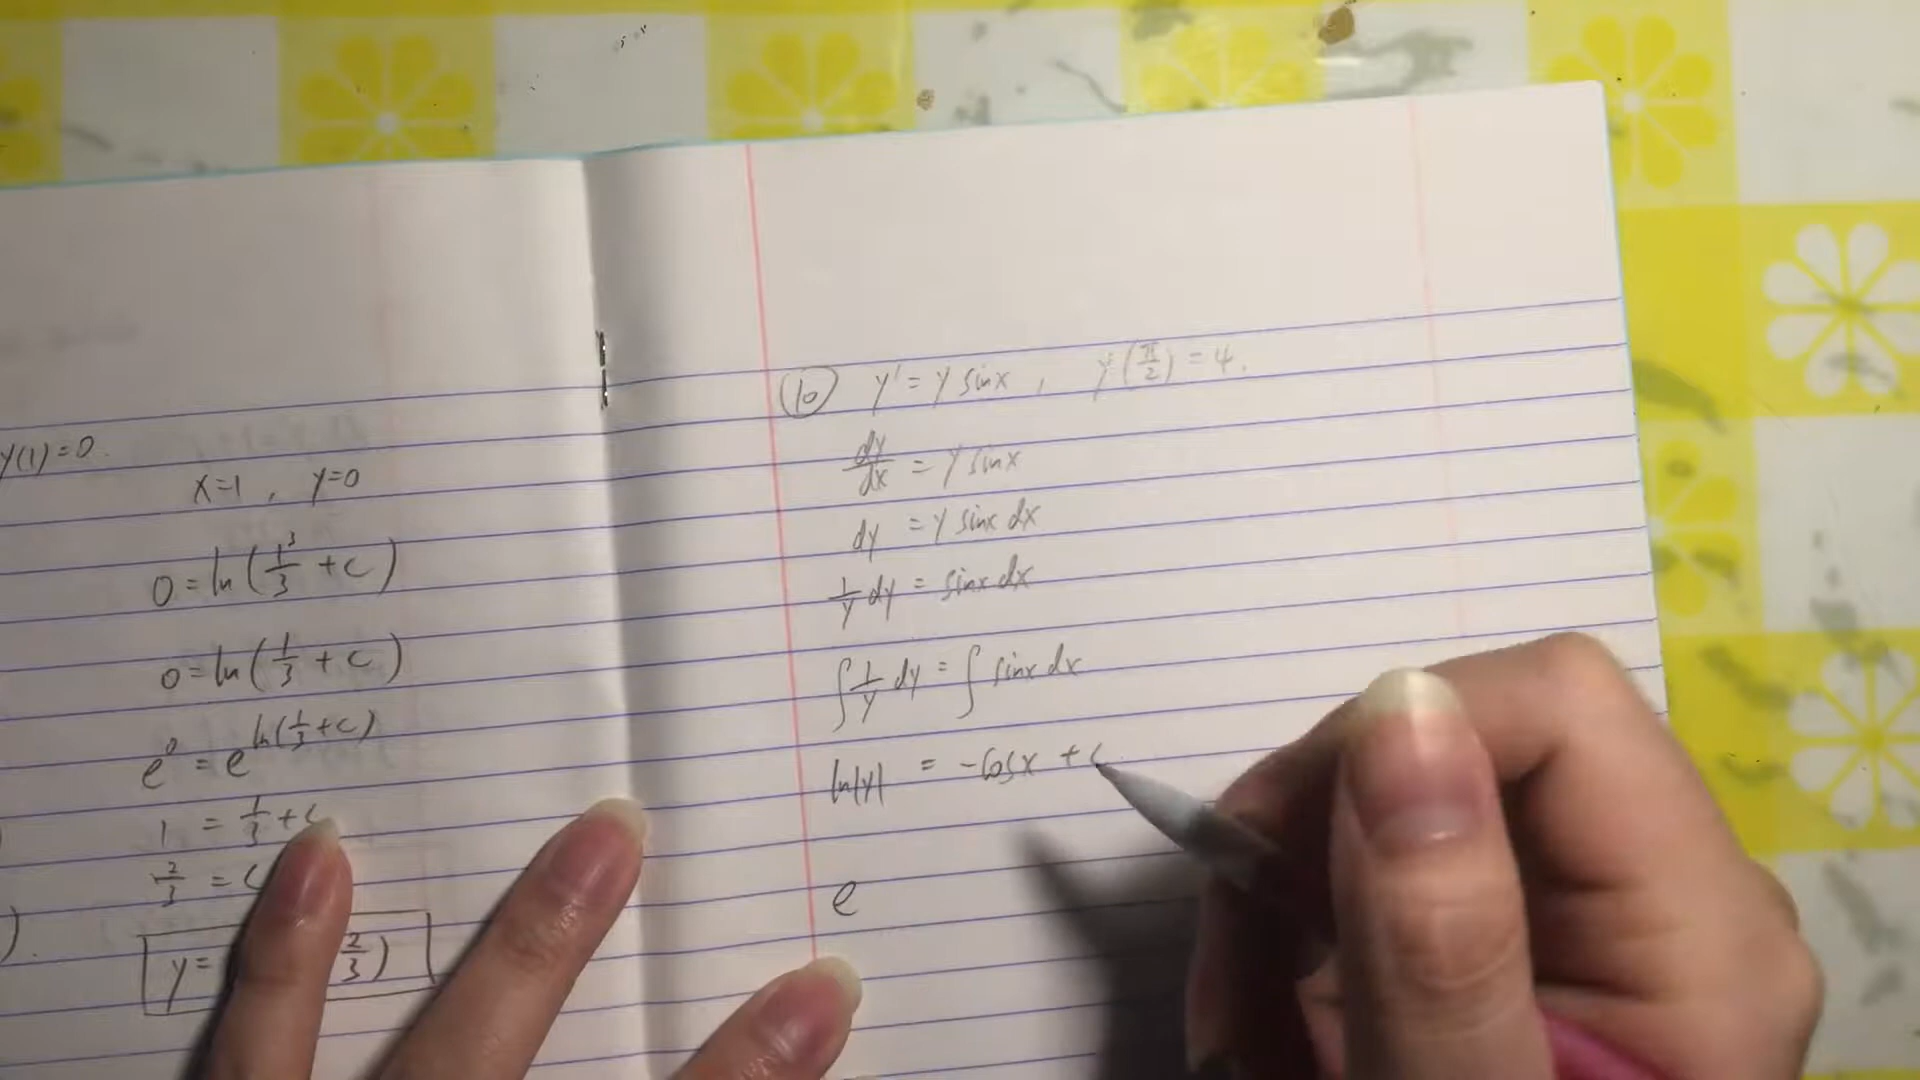 y(1)=0.
x=1 , y=0
0=ln(1³/3 +c)
0=ln(1/3 +c)
e⁰ = e^ln(1/3+c)
1 = 1/3+c
2/3 = c
y= 2/3)
⑩ y' = y sinx , y(π/2) = 4.
dy/dx = y sinx
dy = y sinx dx
1/y dy = sinx dx
∫ 1/y dy = ∫ sinx dx
ln|y| = -cosx + c
e